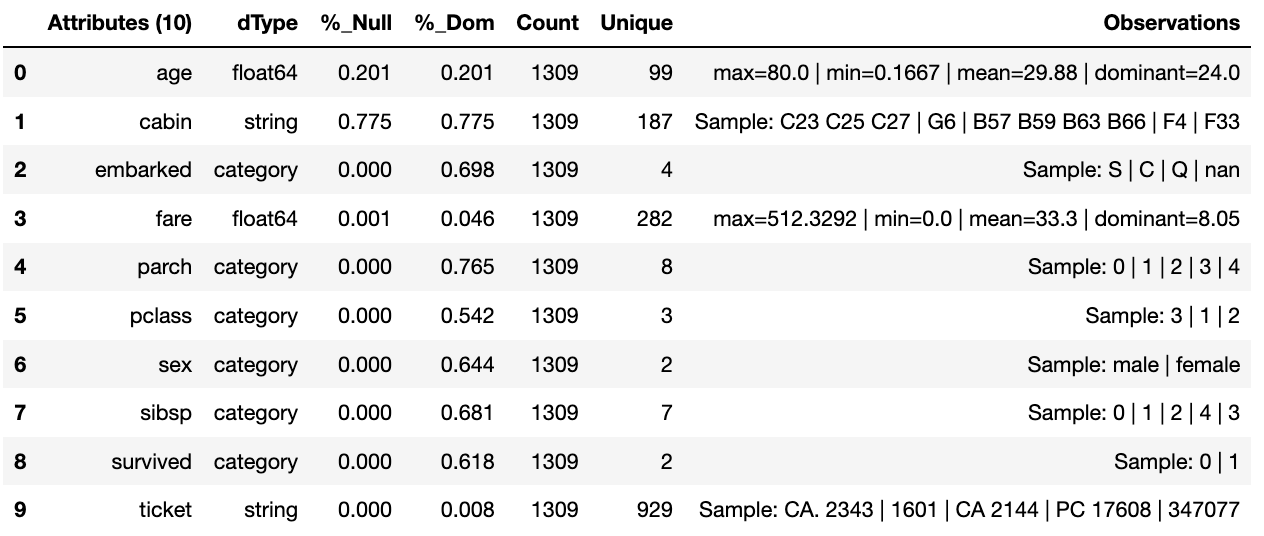 Attributes (10) dType %_Null %_Dom Count Unique Observations
0 age float64 0.201 0.201 1309 99 max=80.0 | min=0.1667 | mean=29.88 | dominant=24.0
1 cabin string 0.775 0.775 1309 187 Sample: C23 C25 C27 | G6 | B57 B59 B63 B66 | F4 | F33
2 embarked category 0.000 0.698 1309 4 Sample: S | C | Q | nan
3 fare float64 0.001 0.046 1309 282 max=512.3292 | min=0.0 | mean=33.3 | dominant=8.05
4 parch category 0.000 0.765 1309 8 Sample: 0 | 1 | 2 | 3 | 4
5 pclass category 0.000 0.542 1309 3 Sample: 3 | 1 | 2
6 sex category 0.000 0.644 1309 2 Sample: male | female
7 sibsp category 0.000 0.681 1309 7 Sample: 0 | 1 | 2 | 4 | 3
8 survived category 0.000 0.618 1309 2 Sample: 0 | 1
9 ticket string 0.000 0.008 1309 929 Sample: CA. 2343 | 1601 | CA 2144 | PC 17608 | 347077